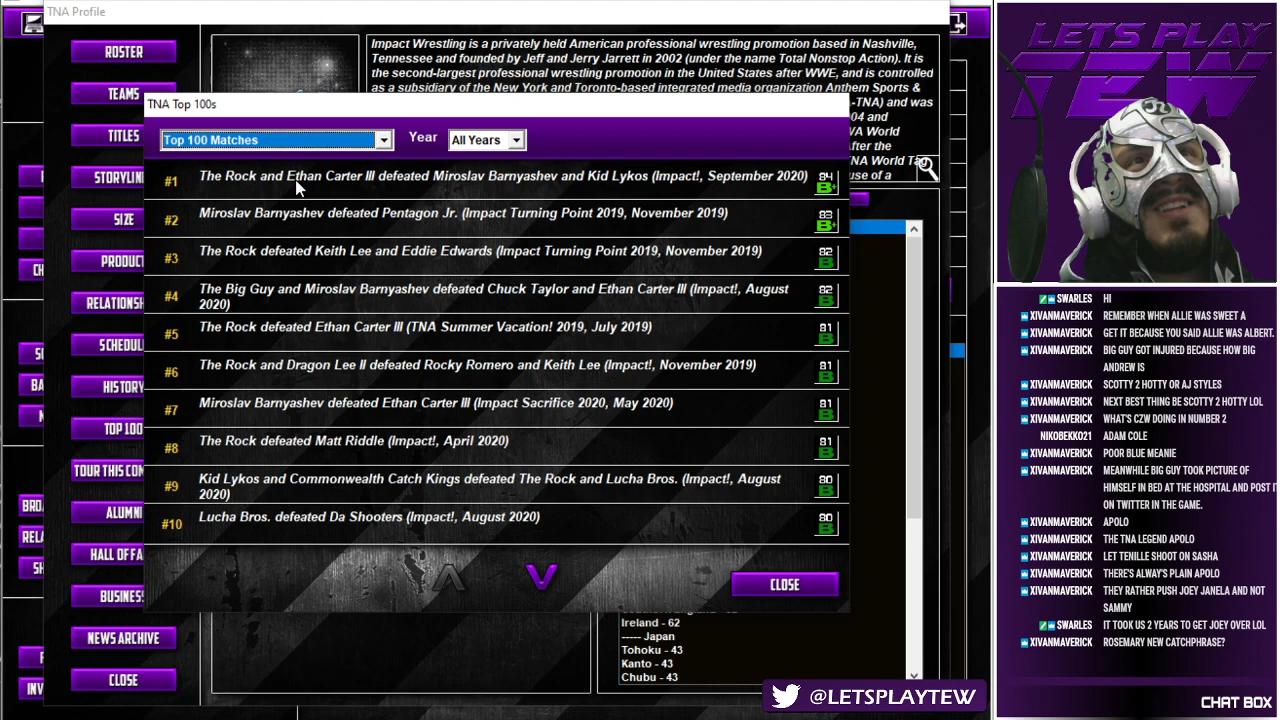 TNA Profile
ROSTER
TEAMS
TITLES
STORYLIN
SIZE
PRODUC
RELATIONSH
SCHEDUL
HISTORY
TOP 100
TOUR THIS COM
ALUMNI
HALL OF FA
BUSINES
NEWS ARCHIVE
CLOSE
Impact Wrestling is a privately held American professional wrestling promotion based in Nashville,
Tennessee and founded by Jeff and Jerry Jarrett in 2002 (under the name Total Nonstop Action). It is
the second-largest professional wrestling promotion in the United States after WWE, and is controlled
as a subsidiary of the New York and Toronto-based integrated media organization Anthem Sports &
-TNA) and was
04 and
VA World
After the
NA World Tag
use of a
TNA Top 100s
Top 100 Matches
Year
All Years
#1 The Rock and Ethan Carter III defeated Miroslav Barnyashev and Kid Lykos (Impact!, September 2020) 84 B+
#2 Miroslav Barnyashev defeated Pentagon Jr. (Impact Turning Point 2019, November 2019) 83 B+
#3 The Rock defeated Keith Lee and Eddie Edwards (Impact Turning Point 2019, November 2019) 82 B
#4 The Big Guy and Miroslav Barnyashev defeated Chuck Taylor and Ethan Carter III (Impact!, August
2020) 82 B
#5 The Rock defeated Ethan Carter III (TNA Summer Vacation! 2019, July 2019) 81 B
#6 The Rock and Dragon Lee II defeated Rocky Romero and Keith Lee (Impact!, November 2019) 81 B
#7 Miroslav Barnyashev defeated Ethan Carter III (Impact Sacrifice 2020, May 2020) 81 B
#8 The Rock defeated Matt Riddle (Impact!, April 2020) 81 B
#9 Kid Lykos and Commonwealth Catch Kings defeated The Rock and Lucha Bros. (Impact!, August
2020) 80 B
#10 Lucha Bros. defeated Da Shooters (Impact!, August 2020) 80 B
CLOSE
Ireland - 62
----- Japan
Tohoku - 43
Kanto - 43
Chubu - 43
@LETSPLAYTEW
LETS PLAY
TEW
SWARLES HI
XIVANMAVERICK REMEMBER WHEN ALLIE WAS SWEET A
XIVANMAVERICK GET IT BECAUSE YOU SAID ALLIE WAS ALBERT.
XIVANMAVERICK BIG GUY GOT INJURED BECAUSE HOW BIG
ANDREW IS
XIVANMAVERICK SCOTTY 2 HOTTY OR AJ STYLES
XIVANMAVERICK NEXT BEST THING BE SCOTTY 2 HOTTY LOL
XIVANMAVERICK WHAT'S CZW DOING IN NUMBER 2
NIKOBEKKO21 ADAM COLE
XIVANMAVERICK POOR BLUE MEANIE
XIVANMAVERICK MEANWHILE BIG GUY TOOK PICTURE OF
HIMSELF IN BED AT THE HOSPITAL AND POST IT
ON TWITTER IN THE GAME.
XIVANMAVERICK APOLO
XIVANMAVERICK THE TNA LEGEND APOLO
XIVANMAVERICK LET TENILLE SHOOT ON SASHA
XIVANMAVERICK THERE'S ALWAY'S PLAIN APOLO
XIVANMAVERICK THEY RATHER PUSH JOEY JANELA AND NOT
SAMMY
SWARLES IT TOOK US 2 YEARS TO GET JOEY OVER LOL
XIVANMAVERICK ROSEMARY NEW CATCHPHRASE?
CHAT BOX